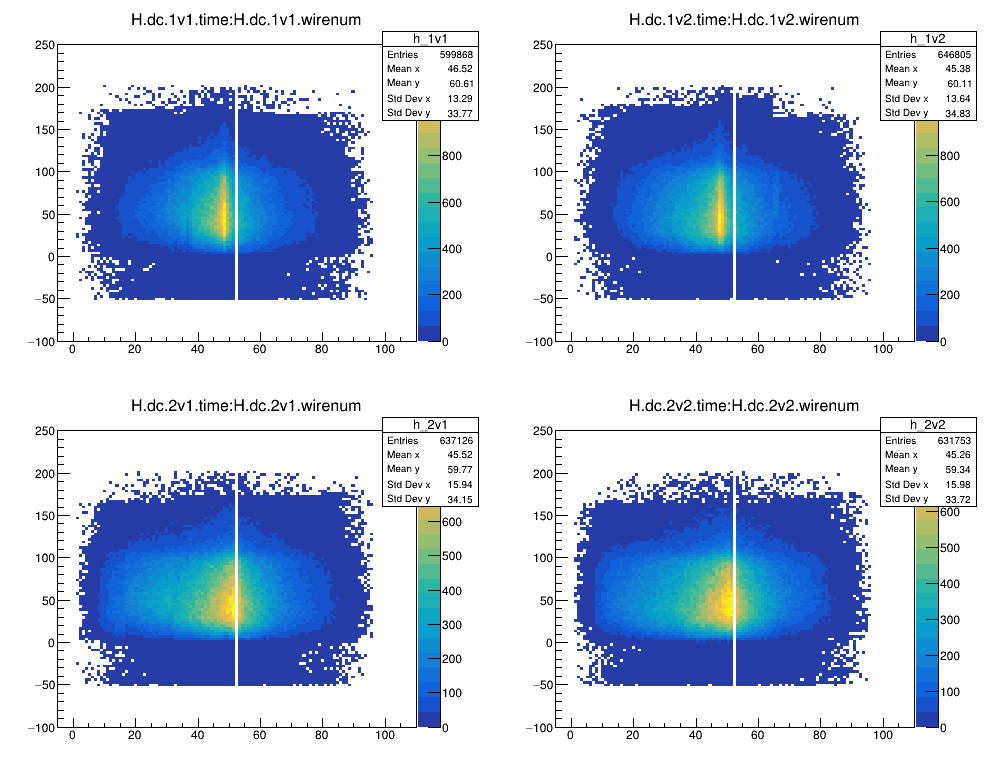 H.dc.1v1.time:H.dc.1v1.wirenum
h_1v1
Entries 599868
Mean x 46.52
Mean y 60.61
Std Dev x 13.29
Std Dev y 33.77
250
200
150
100
50
0
−50
−100
0 20 40 60 80 100
800
600
400
200
0
H.dc.1v2.time:H.dc.1v2.wirenum
h_1v2
Entries 646805
Mean x 45.38
Mean y 60.11
Std Dev x 13.64
Std Dev y 34.83
250
200
150
100
50
0
−50
−100
0 20 40 60 80 100
800
600
400
200
0
H.dc.2v1.time:H.dc.2v1.wirenum
h_2v1
Entries 637126
Mean x 45.52
Mean y 59.77
Std Dev x 15.94
Std Dev y 34.15
250
200
150
100
50
0
−50
−100
0 20 40 60 80 100
600
500
400
300
200
100
0
H.dc.2v2.time:H.dc.2v2.wirenum
h_2v2
Entries 631753
Mean x 45.26
Mean y 59.34
Std Dev x 15.98
Std Dev y 33.72
250
200
150
100
50
0
−50
−100
0 20 40 60 80 100
600
500
400
300
200
100
0